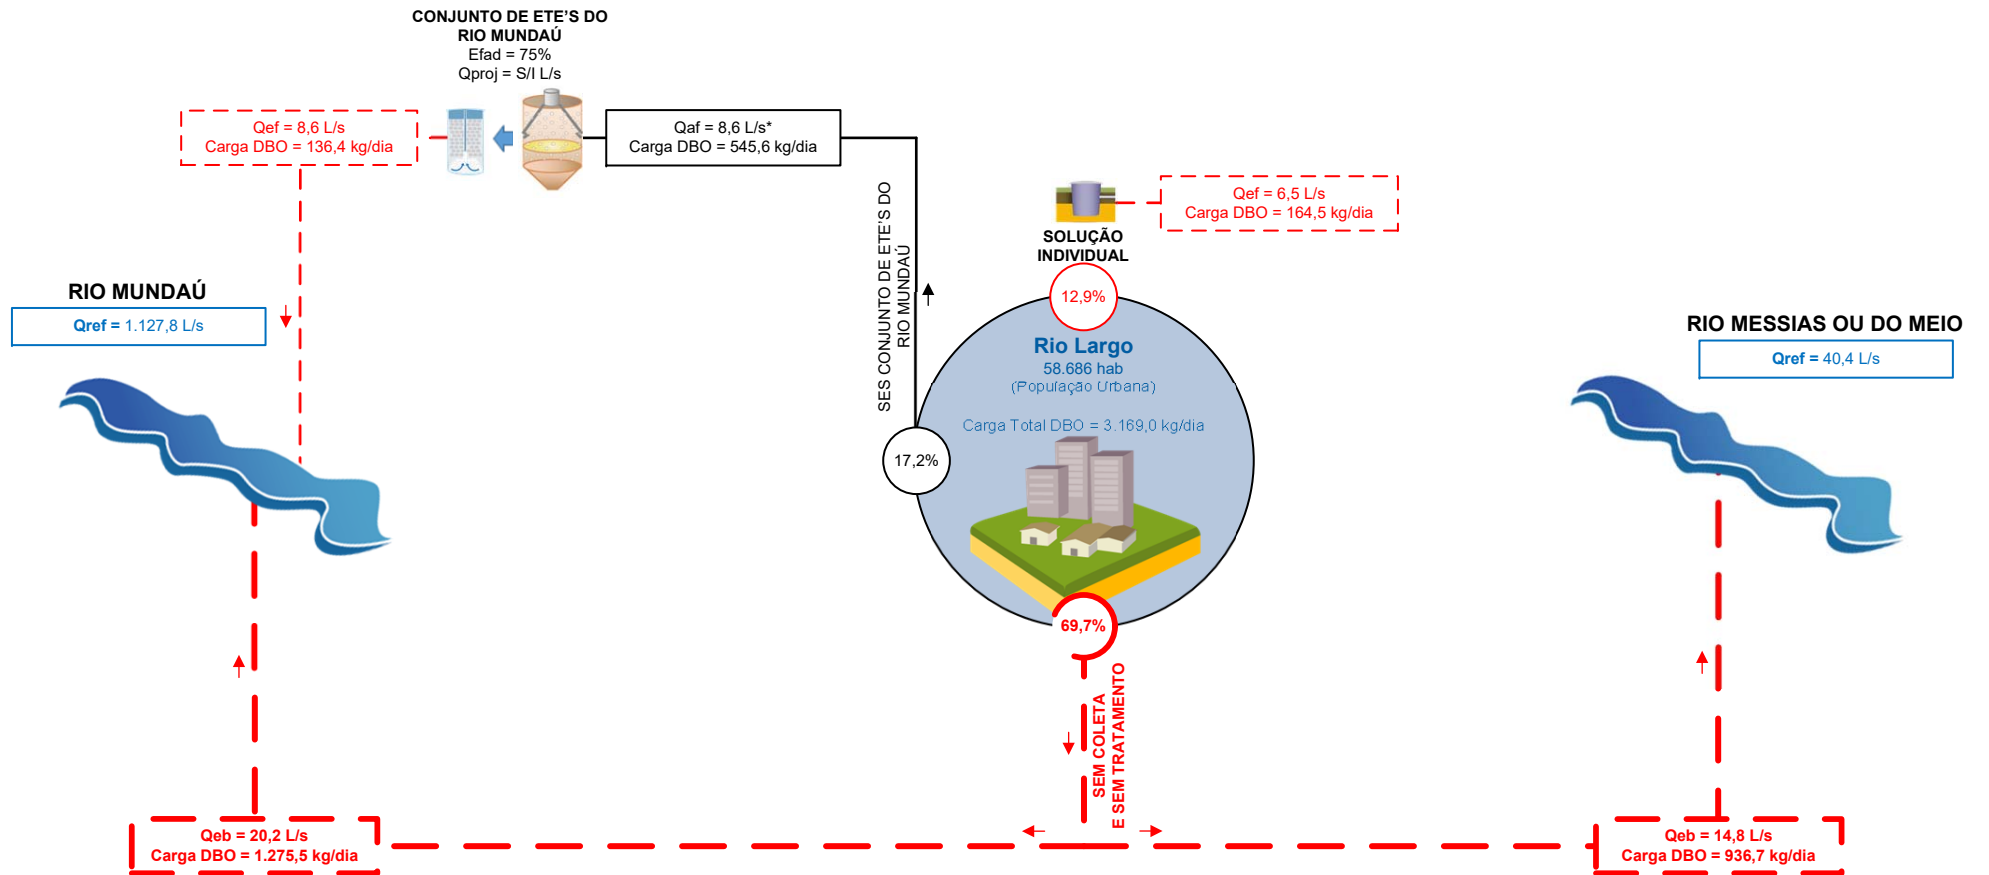 CONJUNTO DE ETE'S DO
RIO MUNDAÚ
Efad = 75%
Qproj = S/I L/s
Qef = 8,6 L/s
Carga DBO = 136,4 kg/dia
Qaf = 8,6 L/s*
Carga DBO = 545,6 kg/dia
SES CONJUNTO DE ETE'S DO
RIO MUNDAÚ
Qef = 6,5 L/s
Carga DBO = 164,5 kg/dia
SOLUÇÃO
INDIVIDUAL
12,9%
RIO MUNDAÚ
Qref = 1.127,8 L/s
Rio Largo
58.686 hab
(População Urbana)
Carga Total DBO = 3.169,0 kg/dia
17,2%
69,7%
RIO MESSIAS OU DO MEIO
Qref = 40,4 L/s
SEM COLETA
E SEM TRATAMENTO
Qeb = 20,2 L/s
Carga DBO = 1.275,5 kg/dia
Qeb = 14,8 L/s
Carga DBO = 936,7 kg/dia